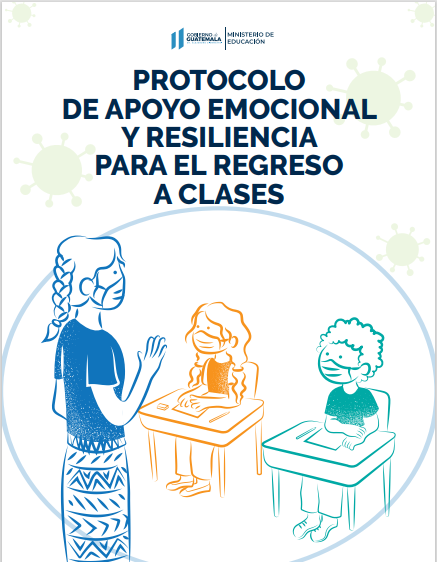 GOBIERNO de
GUATEMALA
MINISTERIO DE
EDUCACIÓN
PROTOCOLO
DE APOYO EMOCIONAL
Y RESILIENCIA
PARA EL REGRESO
A CLASES